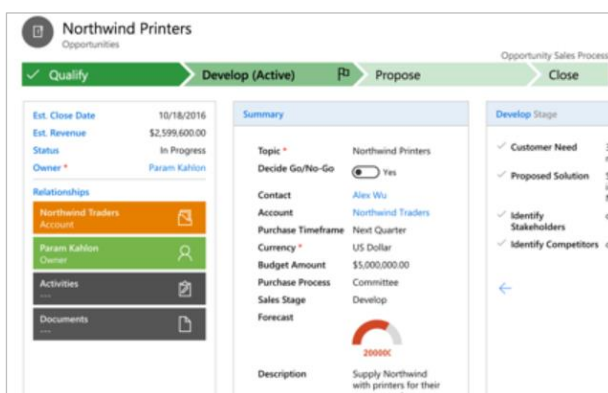 Northwind Printers
Opportunities
Opportunity Sales Process
Qualify
Develop (Active)
Propose
Close
Est. Close Date 10/18/2016
Est. Revenue $2,599,600.00
Status In Progress
Owner * Param Kahlon
Relationships
Northwind Traders
Account
Param Kahlon
Owner
Activities
---
Documents
---
Summary
Topic * Northwind Printers
Decide Go/No-Go Yes
Contact Alex Wu
Account Northwind Traders
Purchase Timeframe Next Quarter
Currency * US Dollar
Budget Amount $5,000,000.00
Purchase Process Committee
Sales Stage Develop
Forecast
Description Supply Northwind
with printers for their
Develop Stage
Customer Need
Proposed Solution
Identify
Stakeholders
Identify Competitors